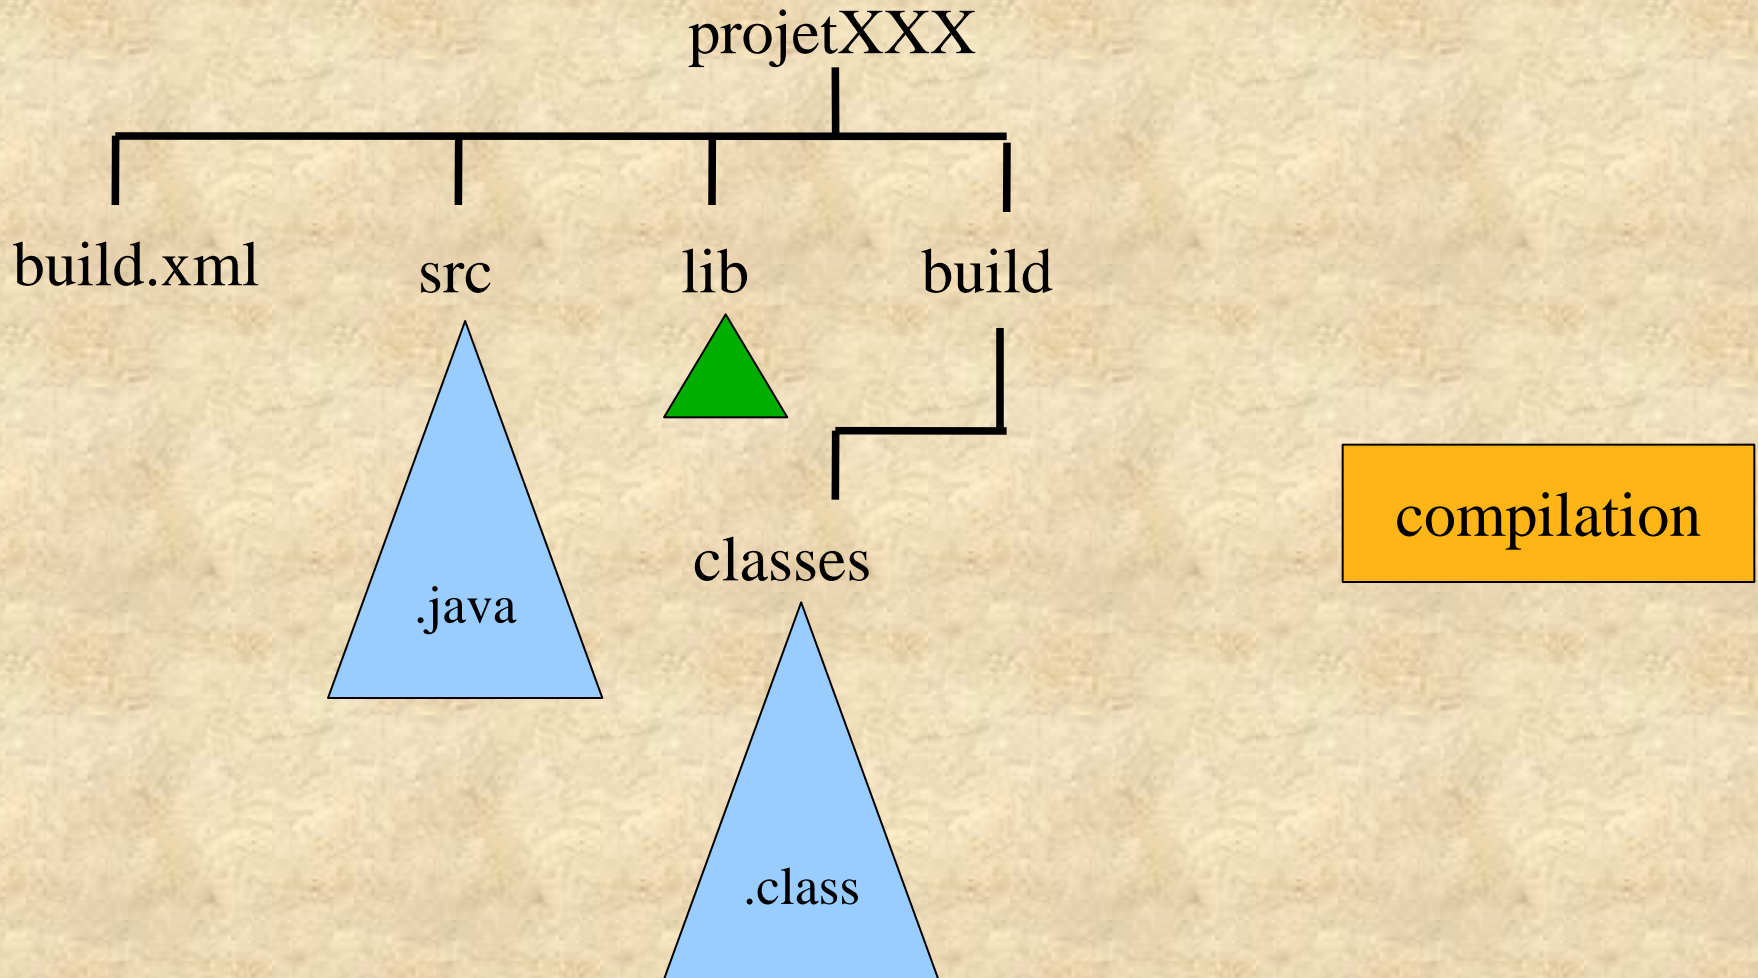 projetXXX
build.xml
src
lib
build
compilation
classes
.java
.class